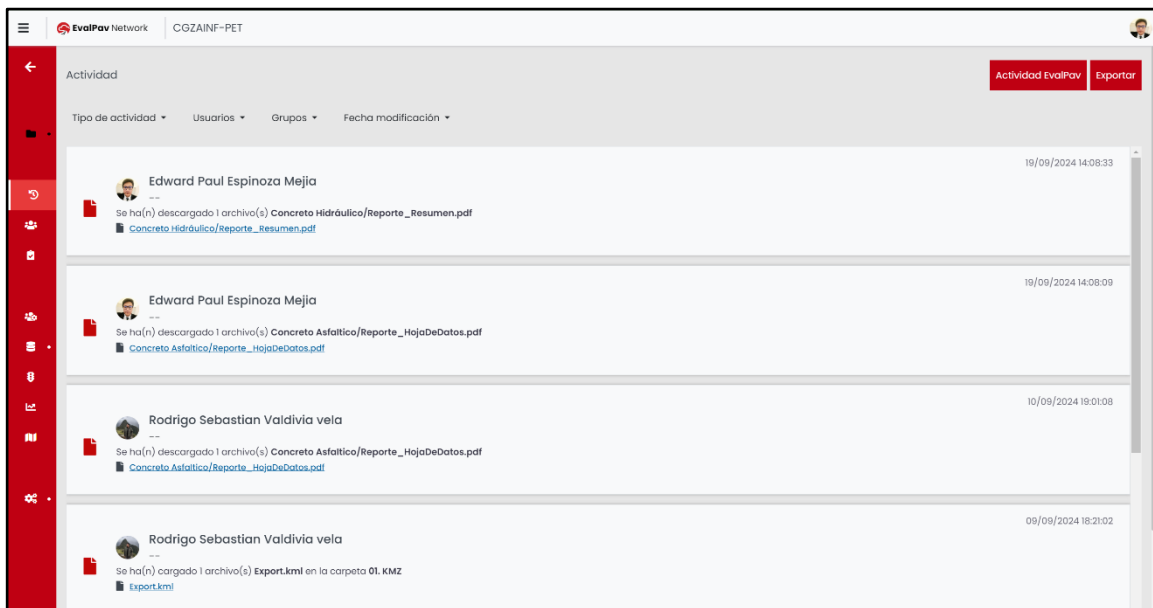 EvalPav Network
CGZAINF-PET
Actividad
Actividad EvalPav
Exportar
Tipo de actividad
Usuarios
Grupos
Fecha modificación
19/09/2024 14:08:33
Edward Paul Espinoza Mejia
--
Se ha(n) descargado 1 archivo(s) Concreto Hidráulico/Reporte_Resumen.pdf
Concreto Hidráulico/Reporte_Resumen.pdf
19/09/2024 14:08:09
Edward Paul Espinoza Mejia
--
Se ha(n) descargado 1 archivo(s) Concreto Asfaltico/Reporte_HojaDeDatos.pdf
Concreto Asfaltico/Reporte_HojaDeDatos.pdf
10/09/2024 19:01:08
Rodrigo Sebastian Valdivia vela
--
Se ha(n) descargado 1 archivo(s) Concreto Asfaltico/Reporte_HojaDeDatos.pdf
Concreto Asfaltico/Reporte_HojaDeDatos.pdf
09/09/2024 18:21:02
Rodrigo Sebastian Valdivia vela
--
Se ha(n) cargado 1 archivo(s) Export.kml en la carpeta 01. KMZ
Export.kml